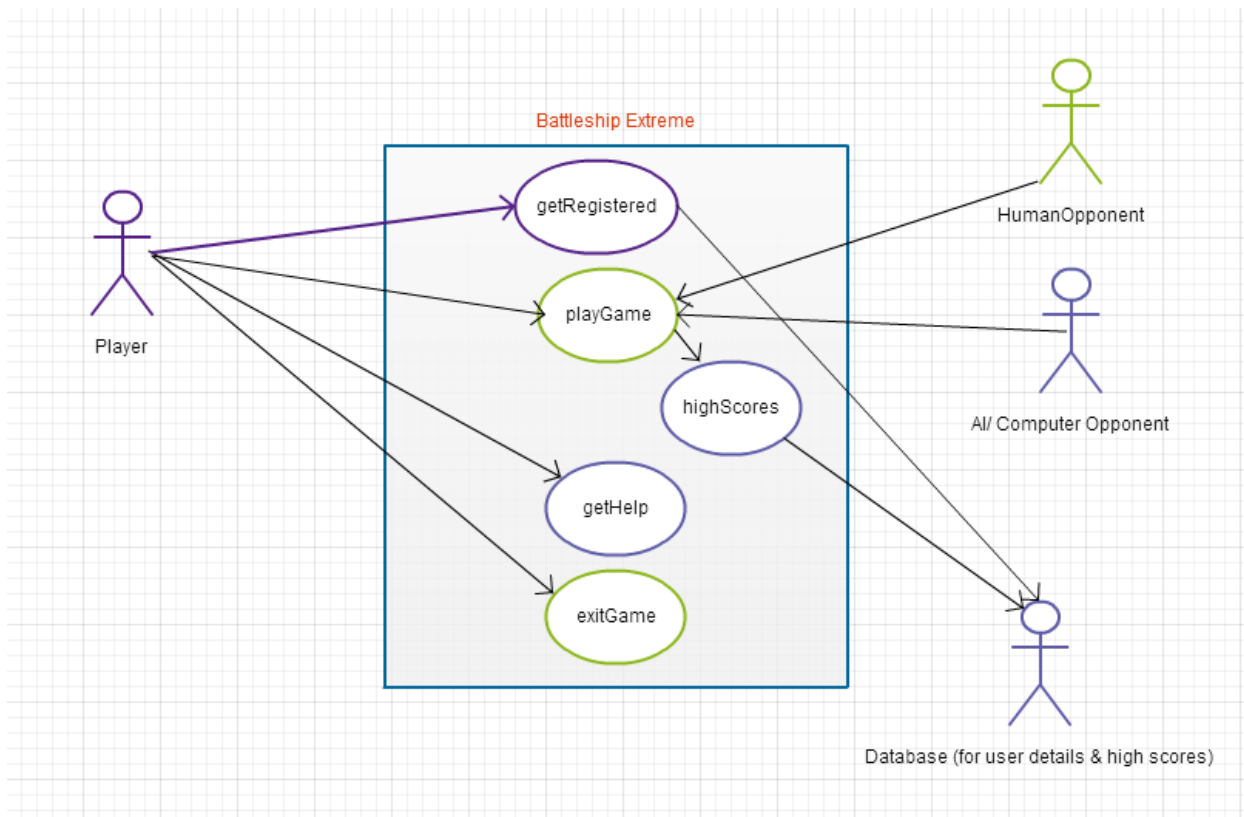 Battleship Extreme
getRegistered
playGame
highScores
getHelp
exitGame
Player
HumanOpponent
AI/ Computer Opponent
Database (for user details & high scores)